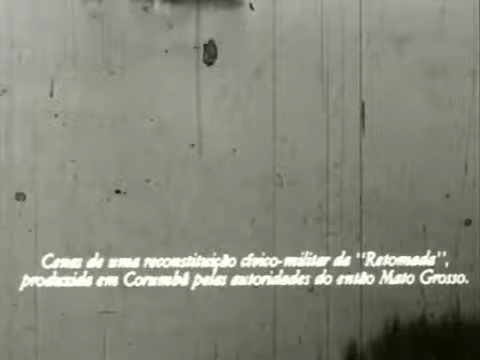 Cenas de uma reconstituição cívico-militar da "Retomada",
produzida em Corumbá pelas autoridades do então Mato Grosso.